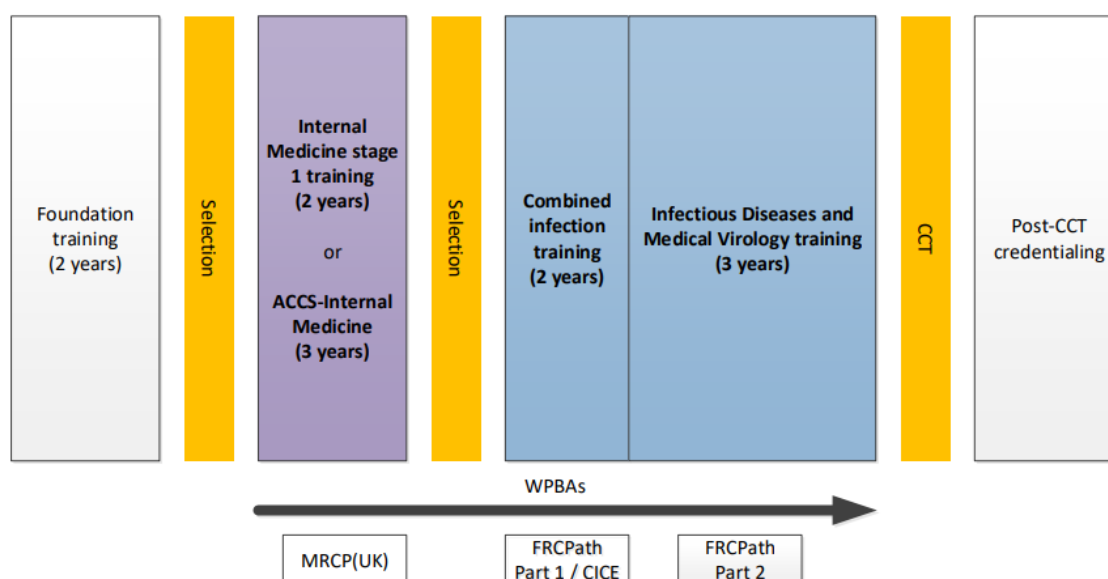 Foundation
training
(2 years)
Selection
Internal
Medicine stage
1 training
(2 years)
or
ACCS-Internal
Medicine
(3 years)
Selection
Combined
infection
training
(2 years)
Infectious Diseases and
Medical Virology training
(3 years)
CCT
Post-CCT
credentialing
WPBAs
MRCP(UK)
FRCPath
Part 1 / CICE
FRCPath
Part 2